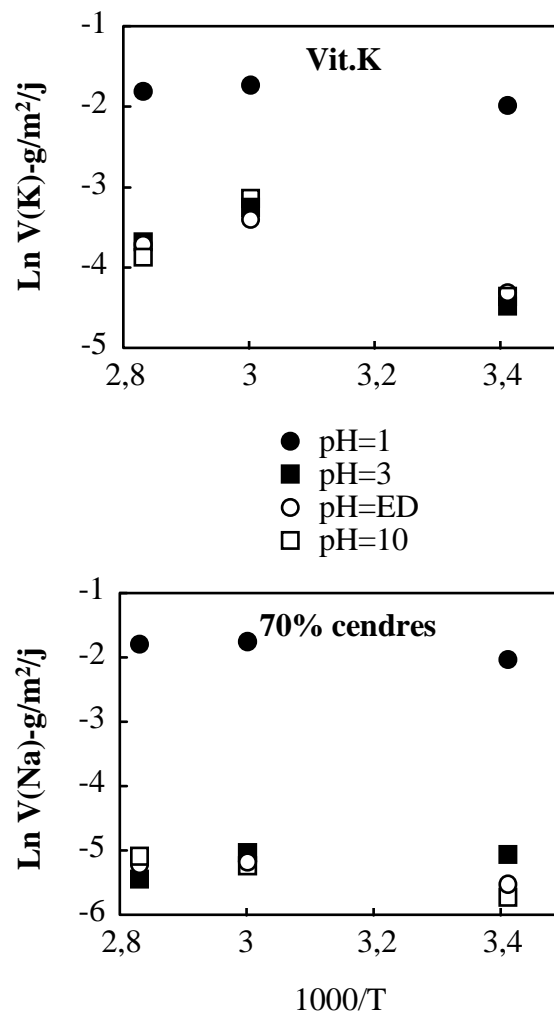 Vit.K
Ln V(K)-g/m²/j
-1
-2
-3
-4
-5
2,8 3 3,2 3,4
pH=1
pH=3
pH=ED
pH=10
70% cendres
Ln V(Na)-g/m²/j
-1
-2
-3
-4
-5
-6
2,8 3 3,2 3,4
1000/T